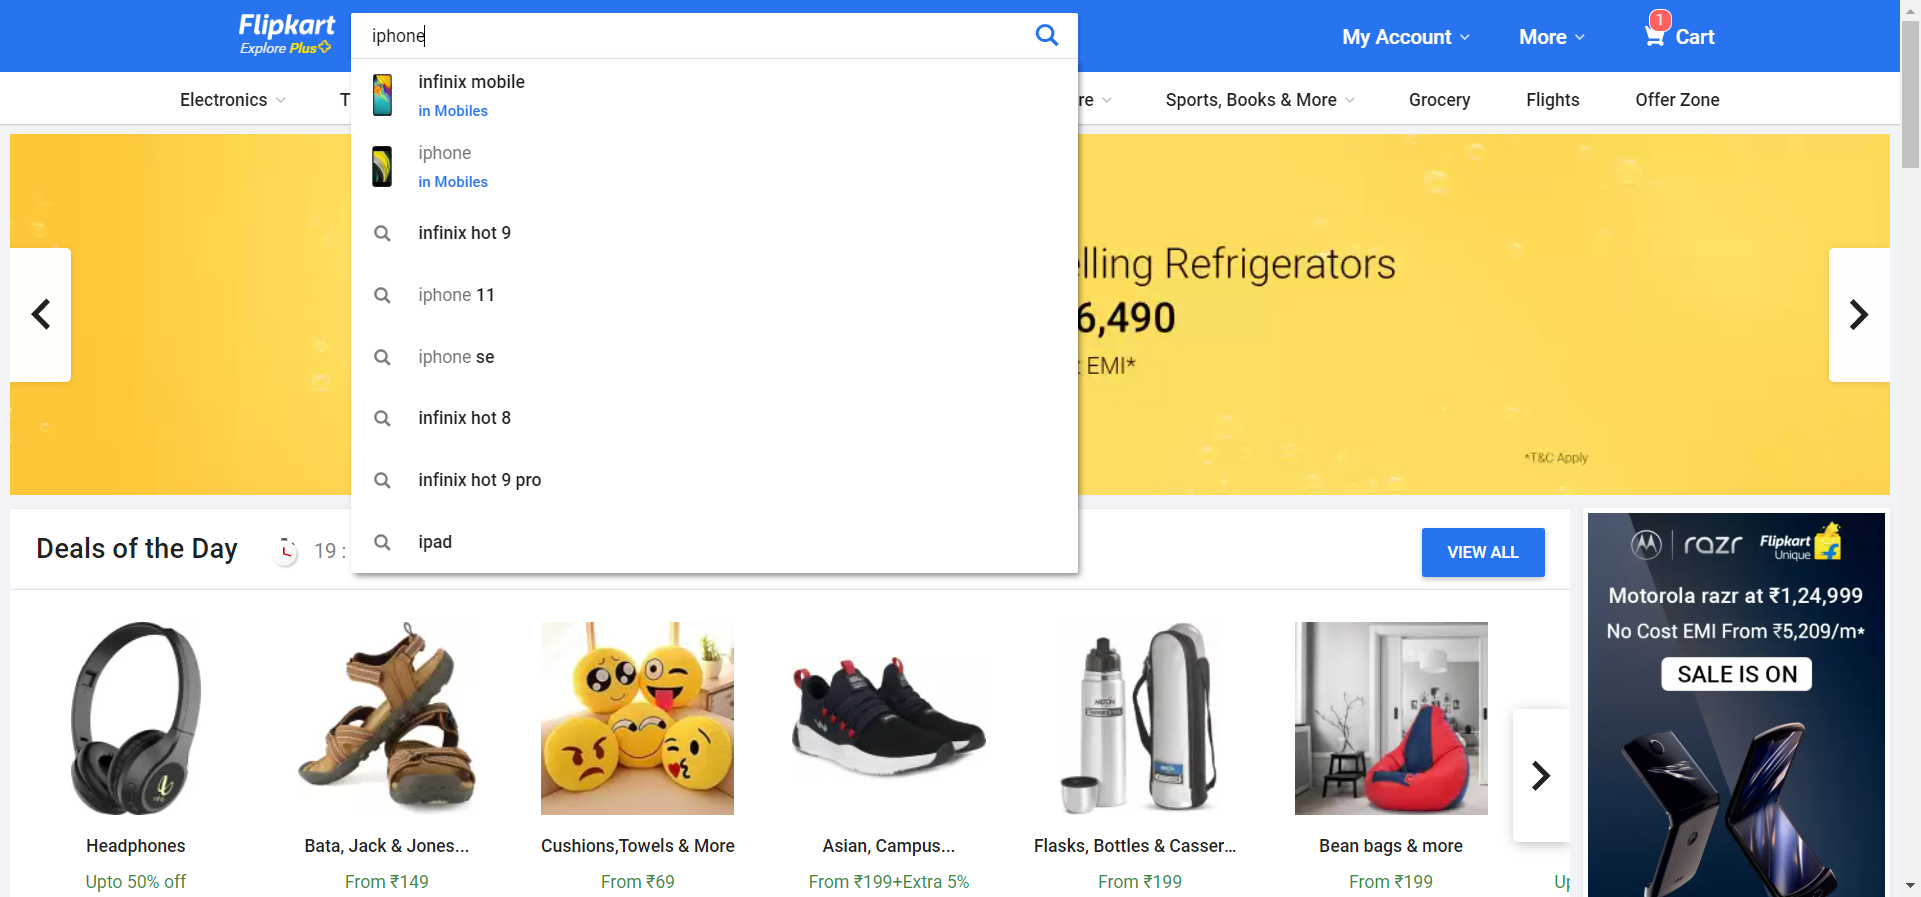 Flipkart
Explore Plus
iphone
My Account
More
1
Cart
Electronics
T
re
Sports, Books & More
Grocery
Flights
Offer Zone
infinix mobile
in Mobiles
iphone
in Mobiles
infinix hot 9
iphone 11
iphone se
infinix hot 8
infinix hot 9 pro
ipad
lling Refrigerators
6,490
EMI*
*T&C Apply
Deals of the Day
19 :
VIEW ALL
Headphones
Upto 50% off
Bata, Jack & Jones...
From ₹149
Cushions,Towels & More
From ₹69
Asian, Campus...
From ₹199+Extra 5%
MILTON
Flasks, Bottles & Casser...
From ₹199
Bean bags & more
From ₹199
Up
razr
Flipkart
Unique
Motorola razr at ₹1,24,999
No Cost EMI From ₹5,209/m*
SALE IS ON